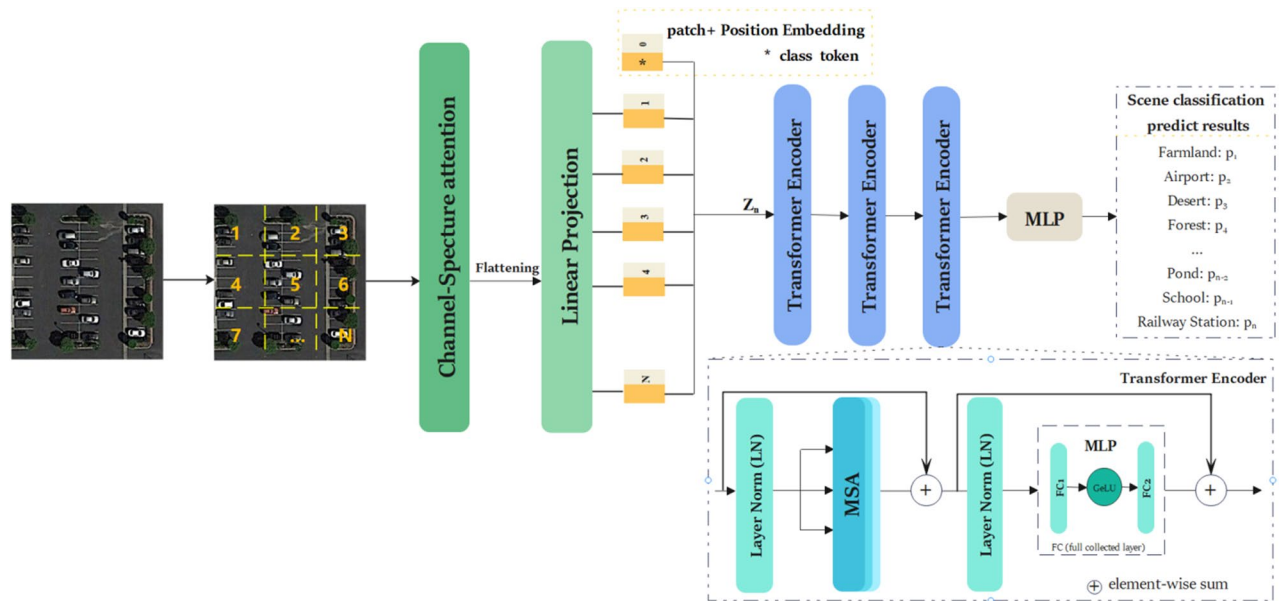 patch+ Position Embedding
* class token
0
*
1
2
3
4
N
1 2 3
4 5 6
7 ... N
Channel-Specture attention
Flattening
Linear Projection
Zn
Transformer Encoder
Transformer Encoder
Transformer Encoder
MLP
Scene classification
predict results
Farmland: p₁
Airport: p₂
Desert: p₃
Forest: p₄
...
Pond: pₙ₋₂
School: pₙ₋₁
Railway Station: pₙ
Transformer Encoder
Layer Norm (LN)
MSA
+
Layer Norm (LN)
MLP
FC₁
GeLU
FC₂
FC (full collected layer)
+
+ element-wise sum